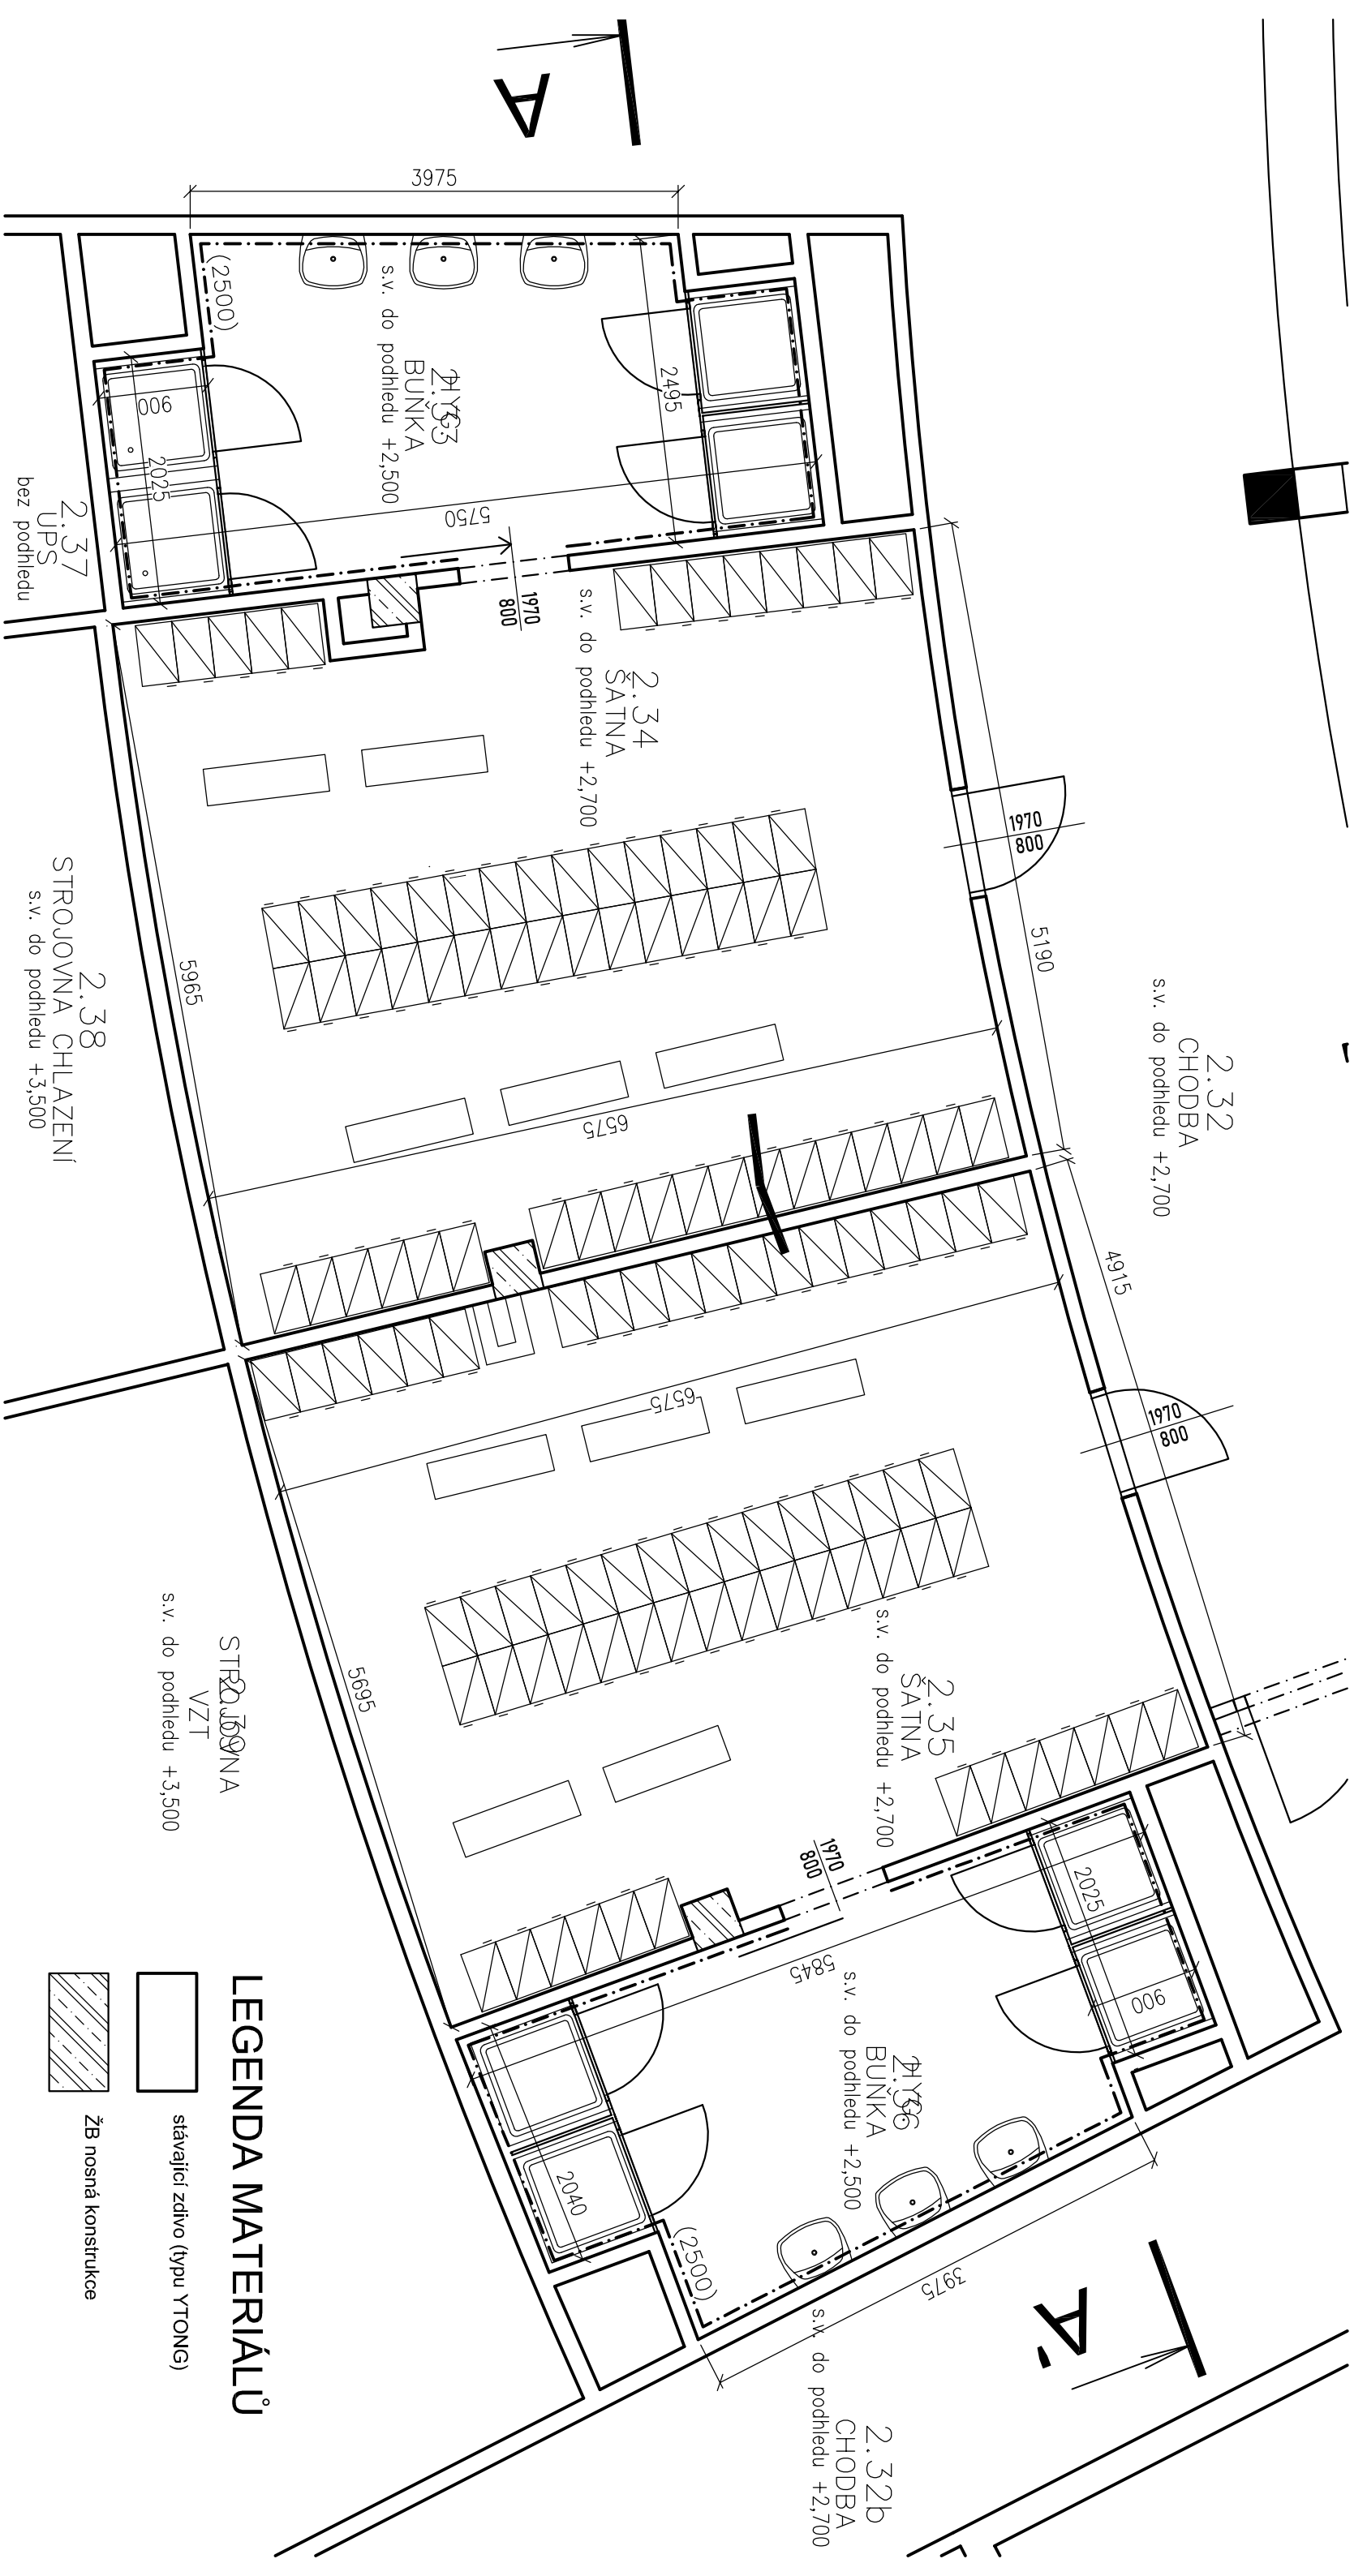 A
3975
(2500)
2.33
HYG.
BUŇKA
s.v. do podhledu +2,500
2495
900
2025
5750
1970
800
2.37
UPS
bez podhledu
2.34
ŠATNA
s.v. do podhledu +2,700
1970
800
5190
5965
6575
2.38
STROJOVNA CHLAZENÍ
s.v. do podhledu +3,500
2.32
CHODBA
s.v. do podhledu +2,700
4915
1970
800
6575
5695
2.35
ŠATNA
s.v. do podhledu +2,700
2.39
STROJOVNA
VZT
s.v. do podhledu +3,500
1970
800
2025
900
5845
2.36
HYG.
BUŇKA
s.v. do podhledu +2,500
2040
(2500)
3975
A'
2.32b
CHODBA
s.v. do podhledu +2,700
LEGENDA MATERIÁLŮ
stávající zdivo (typu YTONG)
ŽB nosná konstrukce